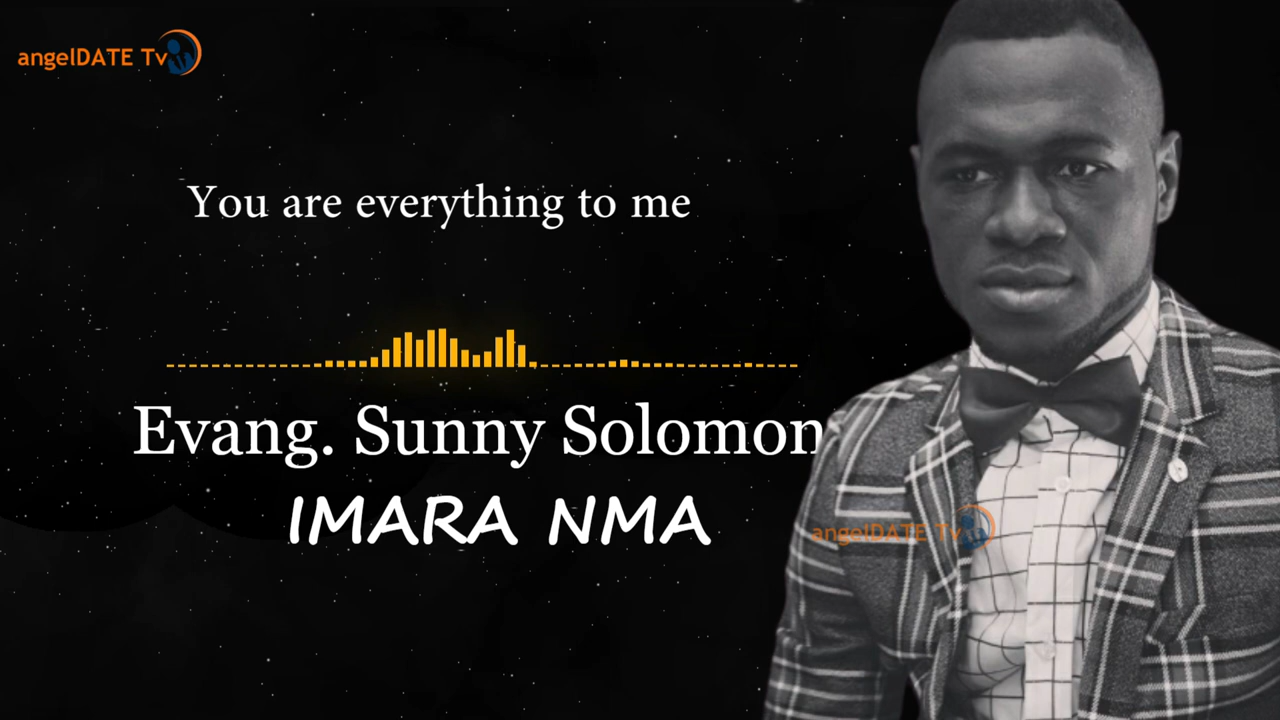 angelDATE Tv
You are everything to me
Evang. Sunny Solomon
IMARA NMA
angelDATE Tv